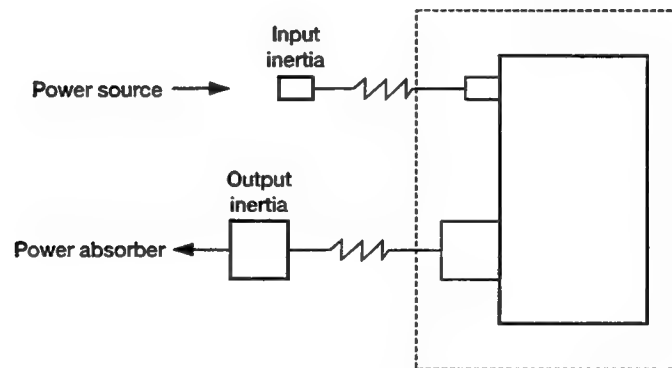 Input
inertia
Power source
Output
inertia
Power absorber